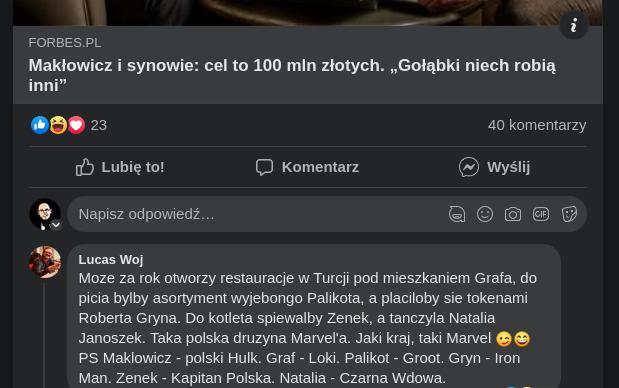 FORBES.PL
Makłowicz i synowie: cel to 100 mln złotych. „Gołąbki niech robią
inni”
23
40 komentarzy
Lubię to!
Komentarz
Wyślij
Napisz odpowiedź…
GIF
Lucas Woj
Moze za rok otworzy restauracje w Turcji pod mieszkaniem Grafa, do
picia bylby asortyment wyjebongo Palikota, a placiloby sie tokenami
Roberta Gryna. Do kotleta spiewalby Zenek, a tanczyla Natalia
Janoszek. Taka polska druzyna Marvel'a. Jaki kraj, taki Marvel 😉😄
PS Maklowicz - polski Hulk. Graf - Loki. Palikot - Groot. Gryn - Iron
Man. Zenek - Kapitan Polska. Natalia - Czarna Wdowa.